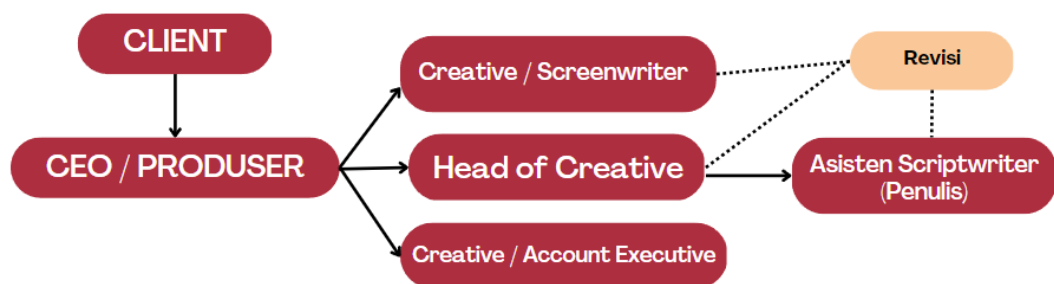 CLIENT
Creative / Screenwriter
Revisi
CEO / PRODUSER
Head of Creative
Asisten Scriptwriter
(Penulis)
Creative / Account Executive